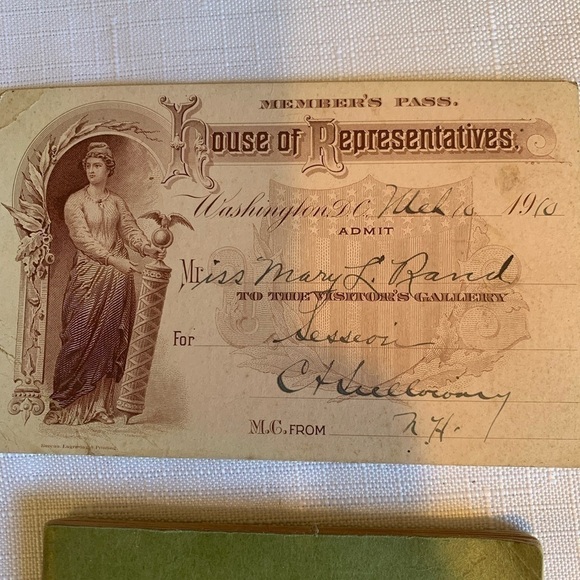 MEMBER'S PASS.
House of Representatives.
Washington, D.C. Mch 10 1910
ADMIT
Mriss Mary L. Rand
TO THE VISITOR'S GALLERY
For Session
C A Sulloway
M.C. FROM N.H.